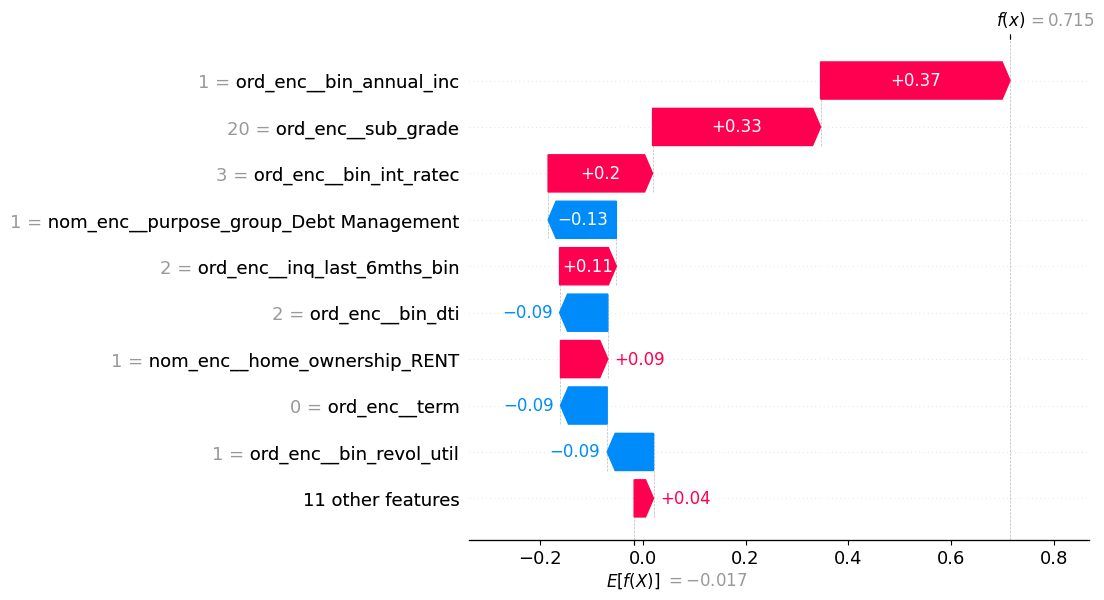 f(x) = 0.715
1 = ord_enc__bin_annual_inc
+0.37
20 = ord_enc__sub_grade
+0.33
3 = ord_enc__bin_int_ratec
+0.2
1 = nom_enc__purpose_group_Debt Management
−0.13
2 = ord_enc__inq_last_6mths_bin
+0.11
2 = ord_enc__bin_dti
−0.09
1 = nom_enc__home_ownership_RENT
+0.09
0 = ord_enc__term
−0.09
1 = ord_enc__bin_revol_util
−0.09
11 other features
+0.04
−0.2 0.0 0.2 0.4 0.6 0.8
E[f(X)] = −0.017